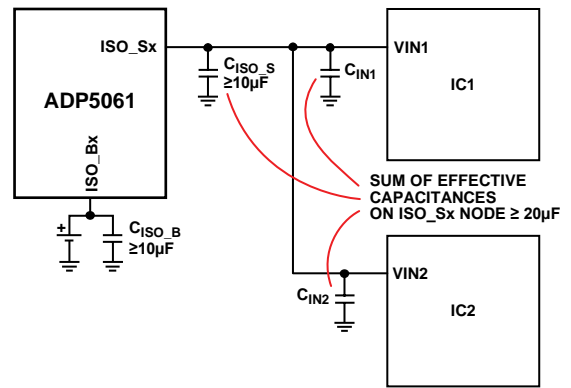 ISO_Sx
ADP5061
ISO_Bx
CISO_S
≥10µF
CIN1
VIN1
IC1
SUM OF EFFECTIVE
CAPACITANCES
ON ISO_Sx NODE ≥ 20µF
+
CISO_B
≥10µF
CIN2
VIN2
IC2